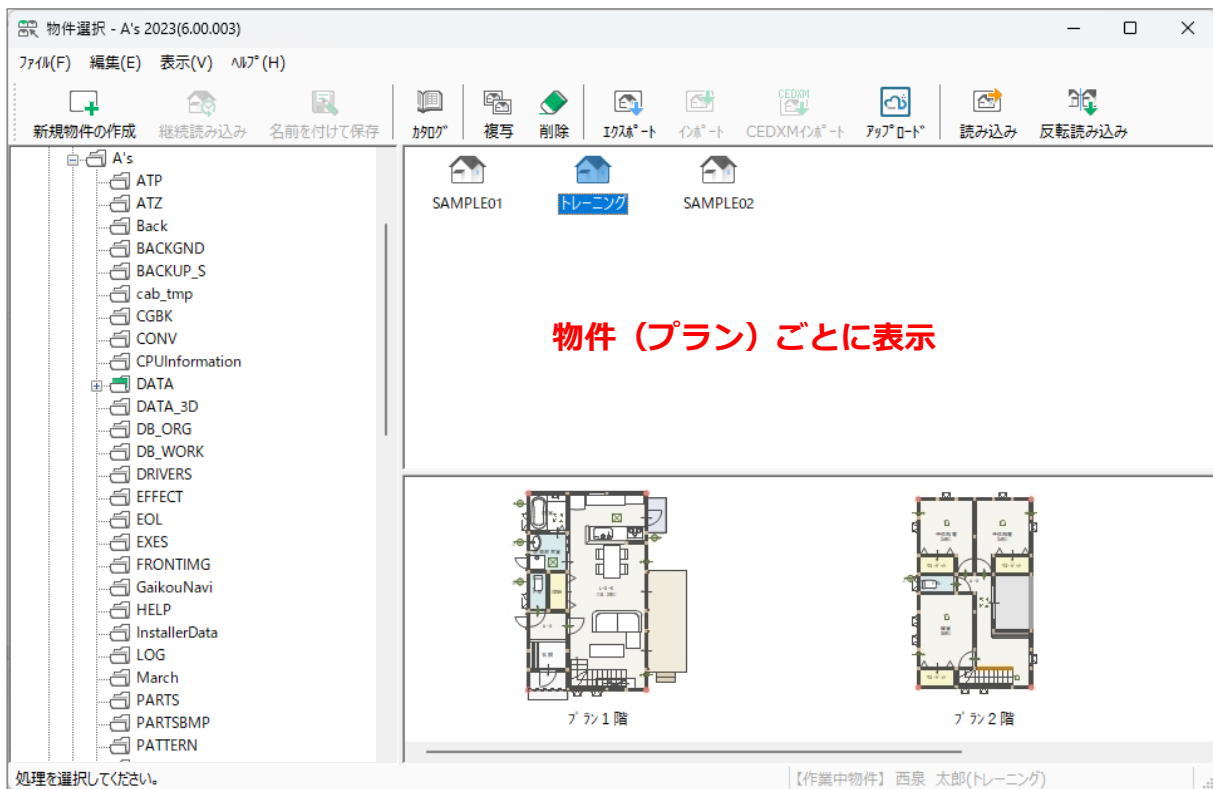 物件選択 - A's 2023(6.00.003)
ﾌｧｲﾙ(F) 編集(E) 表示(V) ﾍﾙﾌﾟ(H)
新規物件の作成 継続読み込み 名前を付けて保存 ｶﾀﾛｸﾞ 複写 削除 ｴｸｽﾎﾟｰﾄ ｲﾝﾎﾟｰﾄ CEDXMｲﾝﾎﾟｰﾄ ｱｯﾌﾟﾛｰﾄﾞ 読み込み 反転読み込み
CEDXM
A's
ATP
ATZ
Back
BACKGND
BACKUP_S
cab_tmp
CGBK
CONV
CPUInformation
DATA
DATA_3D
DB_ORG
DB_WORK
DRIVERS
EFFECT
EOL
EXES
FRONTIMG
GaikouNavi
HELP
InstallerData
LOG
March
PARTS
PARTSBMP
PATTERN
SAMPLE01 トレーニング SAMPLE02
物件（プラン）ごとに表示
ﾌﾟﾗﾝ1階 ﾌﾟﾗﾝ2階
処理を選択してください。
【作業中物件】 西泉 太郎(トレーニング)